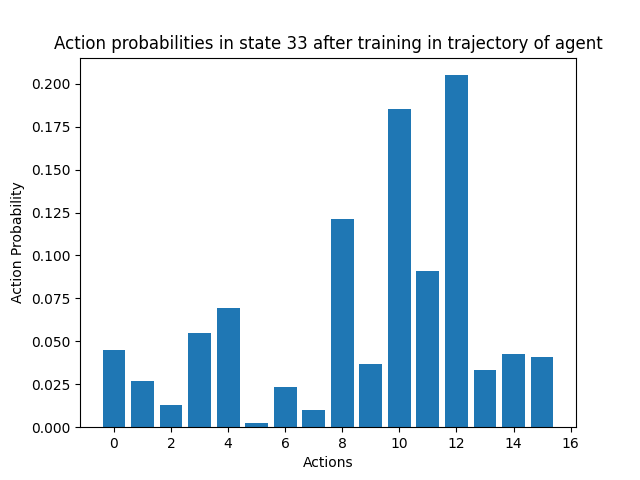 Action probabilities in state 33 after training in trajectory of agent
0.200
0.175
0.150
0.125
0.100
0.075
0.050
0.025
0.000
Action Probability
0 2 4 6 8 10 12 14 16
Actions